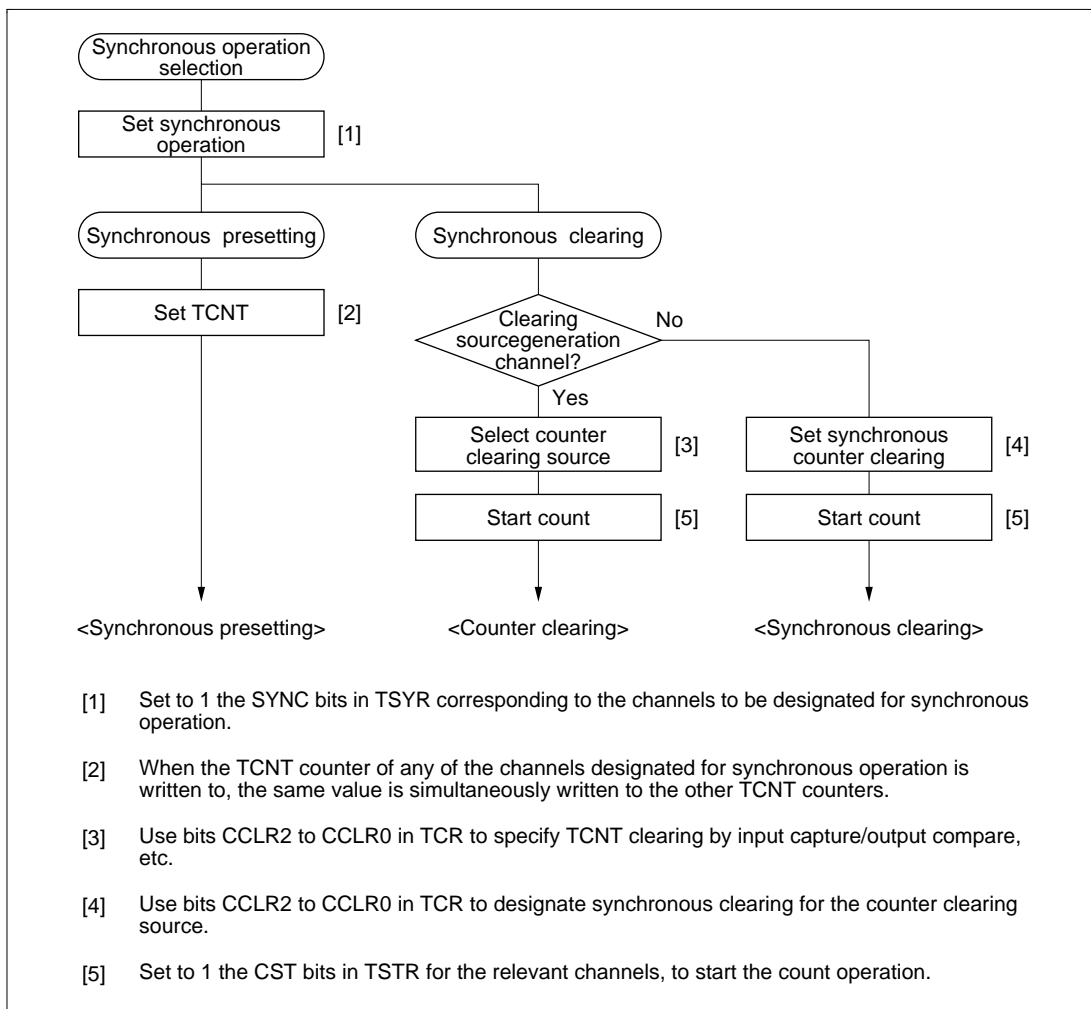 Synchronous operation
selection
Set synchronous
operation
[1]
Synchronous presetting
Synchronous clearing
Set TCNT
[2]
Clearing
sourcegeneration
channel?
No
Yes
Select counter
clearing source
[3]
Set synchronous
counter clearing
[4]
Start count
[5]
Start count
[5]
<Synchronous presetting>
<Counter clearing>
<Synchronous clearing>
[1] Set to 1 the SYNC bits in TSYR corresponding to the channels to be designated for synchronous
operation.
[2] When the TCNT counter of any of the channels designated for synchronous operation is
written to, the same value is simultaneously written to the other TCNT counters.
[3] Use bits CCLR2 to CCLR0 in TCR to specify TCNT clearing by input capture/output compare,
etc.
[4] Use bits CCLR2 to CCLR0 in TCR to designate synchronous clearing for the counter clearing
source.
[5] Set to 1 the CST bits in TSTR for the relevant channels, to start the count operation.